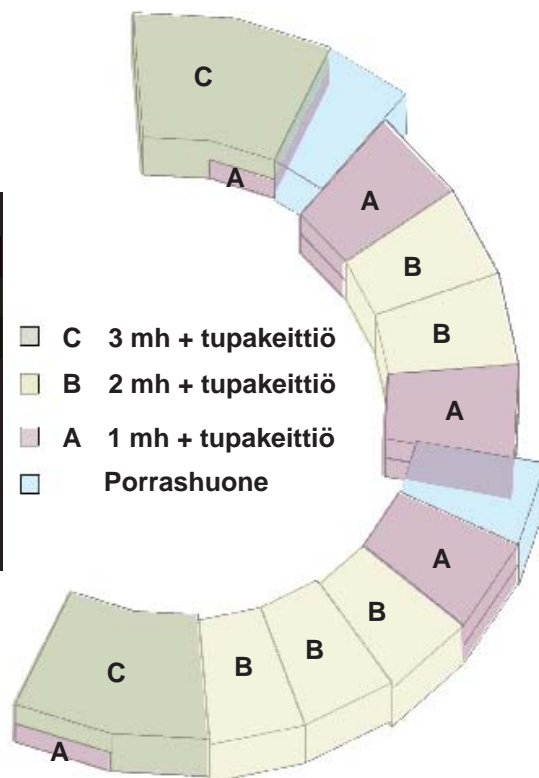 C
A
A
B
B
A
C 3 mh + tupakeittiö
B 2 mh + tupakeittiö
A 1 mh + tupakeittiö
Porrashuone
A
B
B
B
C
A